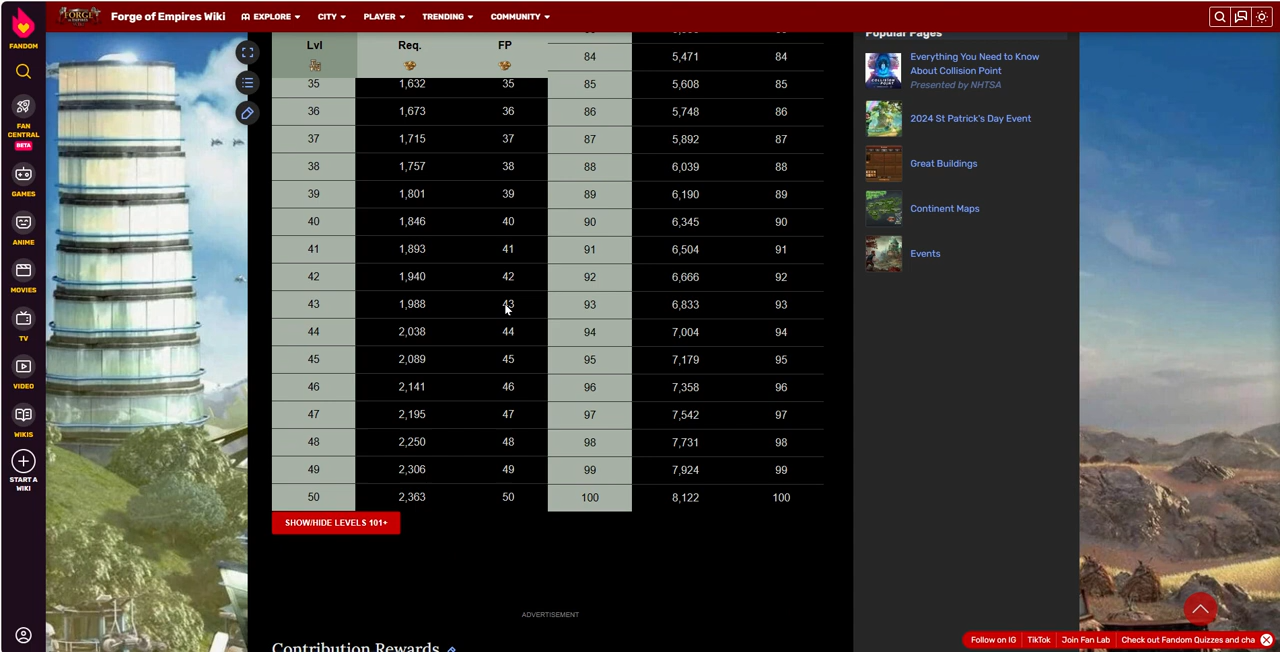 FORGE OF EMPIRES
Forge of Empires Wiki
EXPLORE
CITY
PLAYER
TRENDING
COMMUNITY
FANDOM
FAN
CENTRAL
BETA
GAMES
ANIME
MOVIES
TV
VIDEO
WIKIS
START A
WIKI
Lvl Req. FP
84 5,471 84
35 1,632 35 85 5,608 85
36 1,673 36 86 5,748 86
37 1,715 37 87 5,892 87
38 1,757 38 88 6,039 88
39 1,801 39 89 6,190 89
40 1,846 40 90 6,345 90
41 1,893 41 91 6,504 91
42 1,940 42 92 6,666 92
43 1,988 43 93 6,833 93
44 2,038 44 94 7,004 94
45 2,089 45 95 7,179 95
46 2,141 46 96 7,358 96
47 2,195 47 97 7,542 97
48 2,250 48 98 7,731 98
49 2,306 49 99 7,924 99
50 2,363 50 100 8,122 100
SHOW/HIDE LEVELS 101+
ADVERTISEMENT
Contribution Rewards
Popular Pages
Everything You Need to Know
About Collision Point
Presented by NHTSA
2024 St Patrick's Day Event
Great Buildings
Continent Maps
Events
Follow on IG
TikTok
Join Fan Lab
Check out Fandom Quizzes and cha